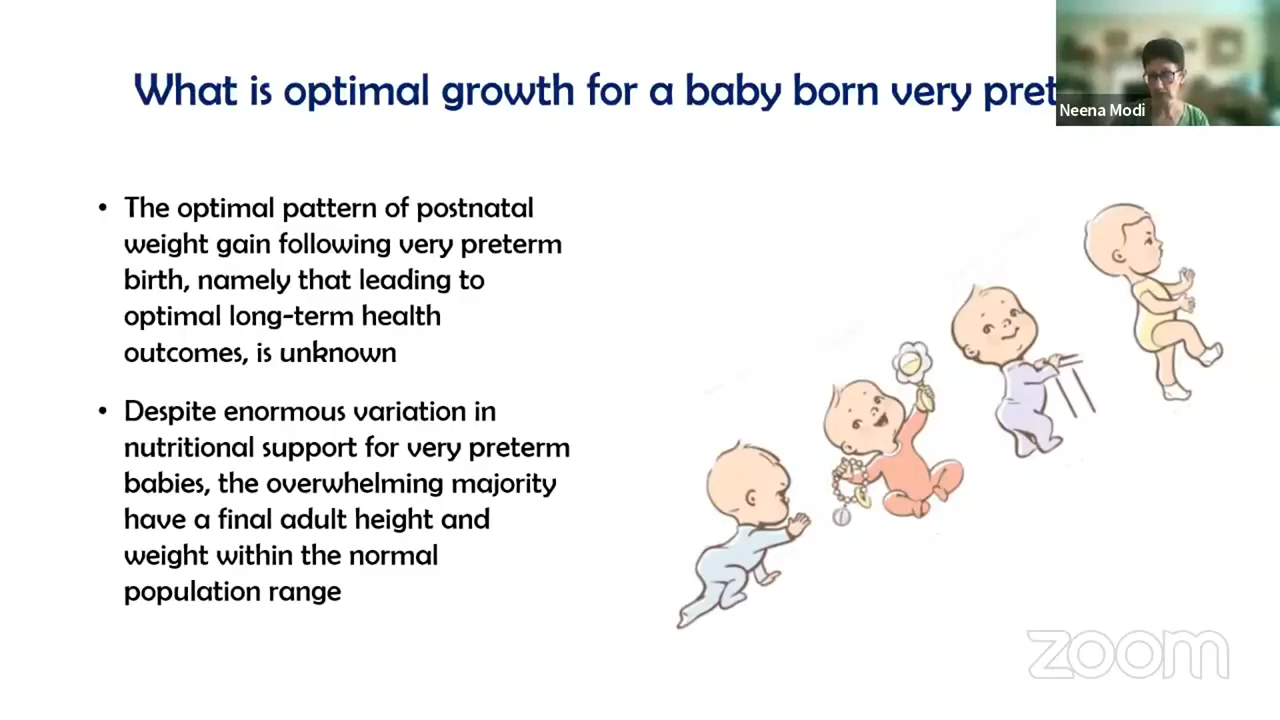 What is optimal growth for a baby born very pret
Neena Modi
• The optimal pattern of postnatal
weight gain following very preterm
birth, namely that leading to
optimal long-term health
outcomes, is unknown
• Despite enormous variation in
nutritional support for very preterm
babies, the overwhelming majority
have a final adult height and
weight within the normal
population range
zoom